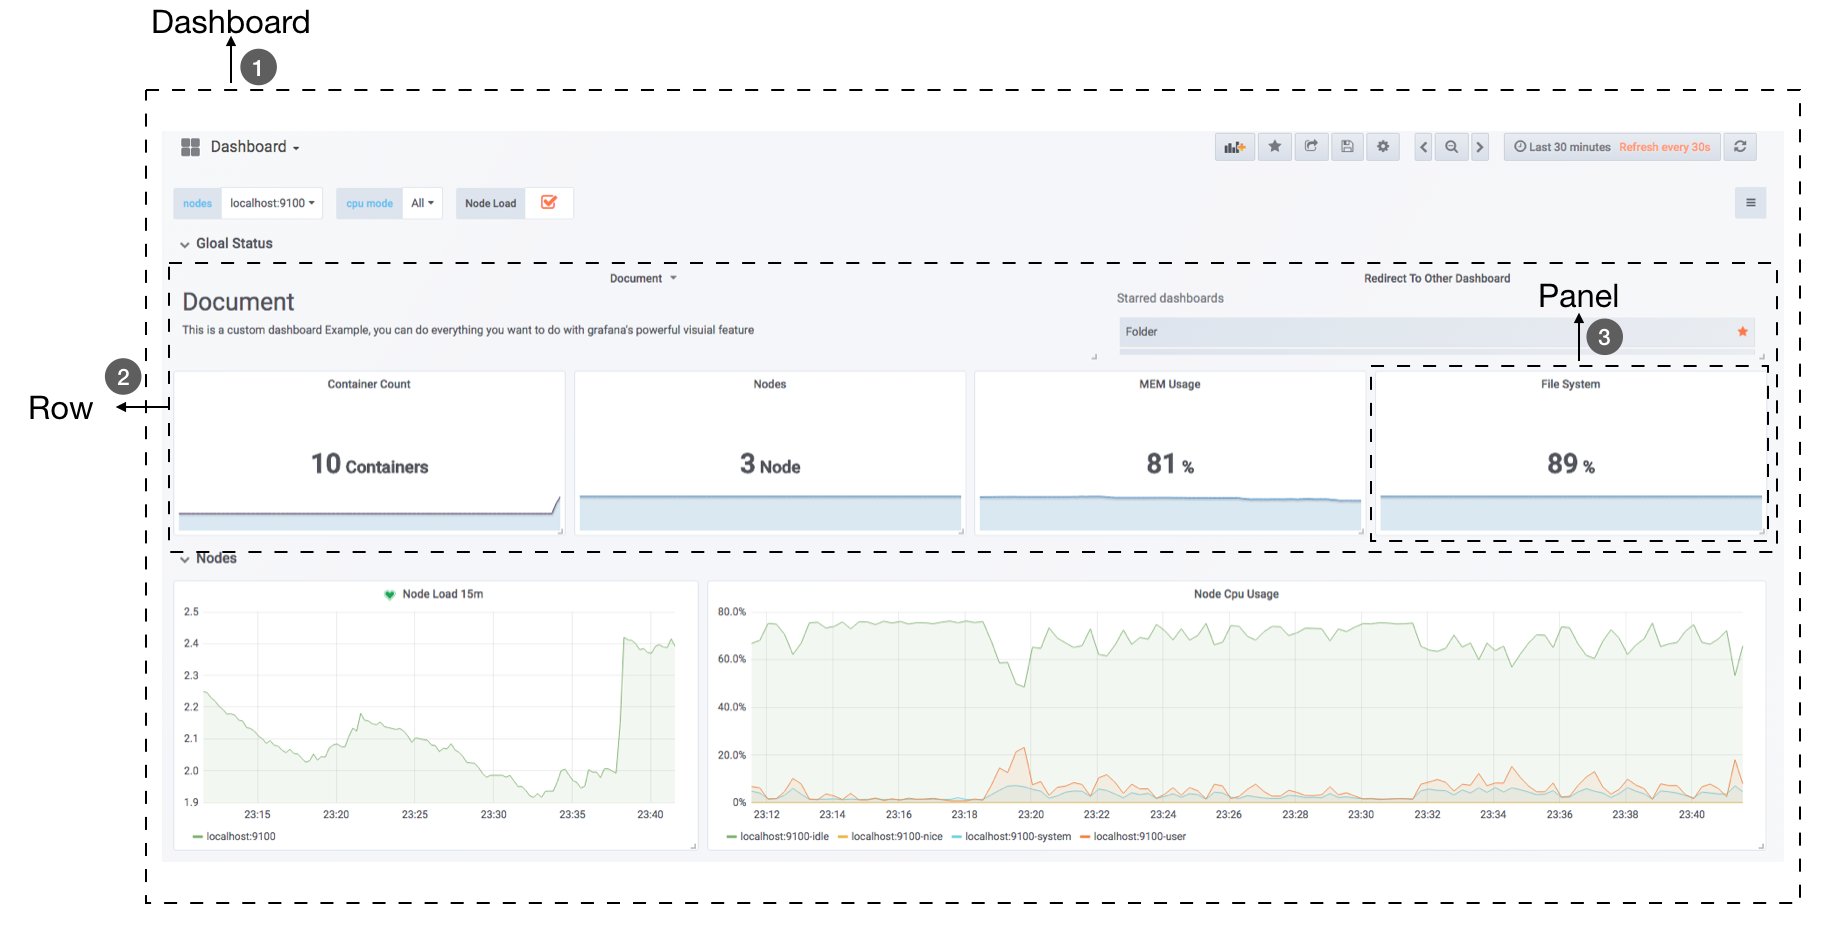 Dashboard
1
Dashboard
Last 30 minutes Refresh every 30s
nodes localhost:9100 cpu mode All Node Load
Gloal Status
Document
Redirect To Other Dashboard
Document
Starred dashboards
Panel
This is a custom dashboard Example, you can do everything you want to do with grafana's powerful visuial feature
Folder
3
2
Row
Container Count
Nodes
MEM Usage
File System
10 Containers
3 Node
81 %
89 %
Nodes
Node Load 15m
2.5
2.4
2.3
2.2
2.1
2.0
1.9
23:15 23:20 23:25 23:30 23:35 23:40
localhost:9100
Node Cpu Usage
80.0%
60.0%
40.0%
20.0%
0%
23:12 23:14 23:16 23:18 23:20 23:22 23:24 23:26 23:28 23:30 23:32 23:34 23:36 23:38 23:40
localhost:9100-idle localhost:9100-nice localhost:9100-system localhost:9100-user